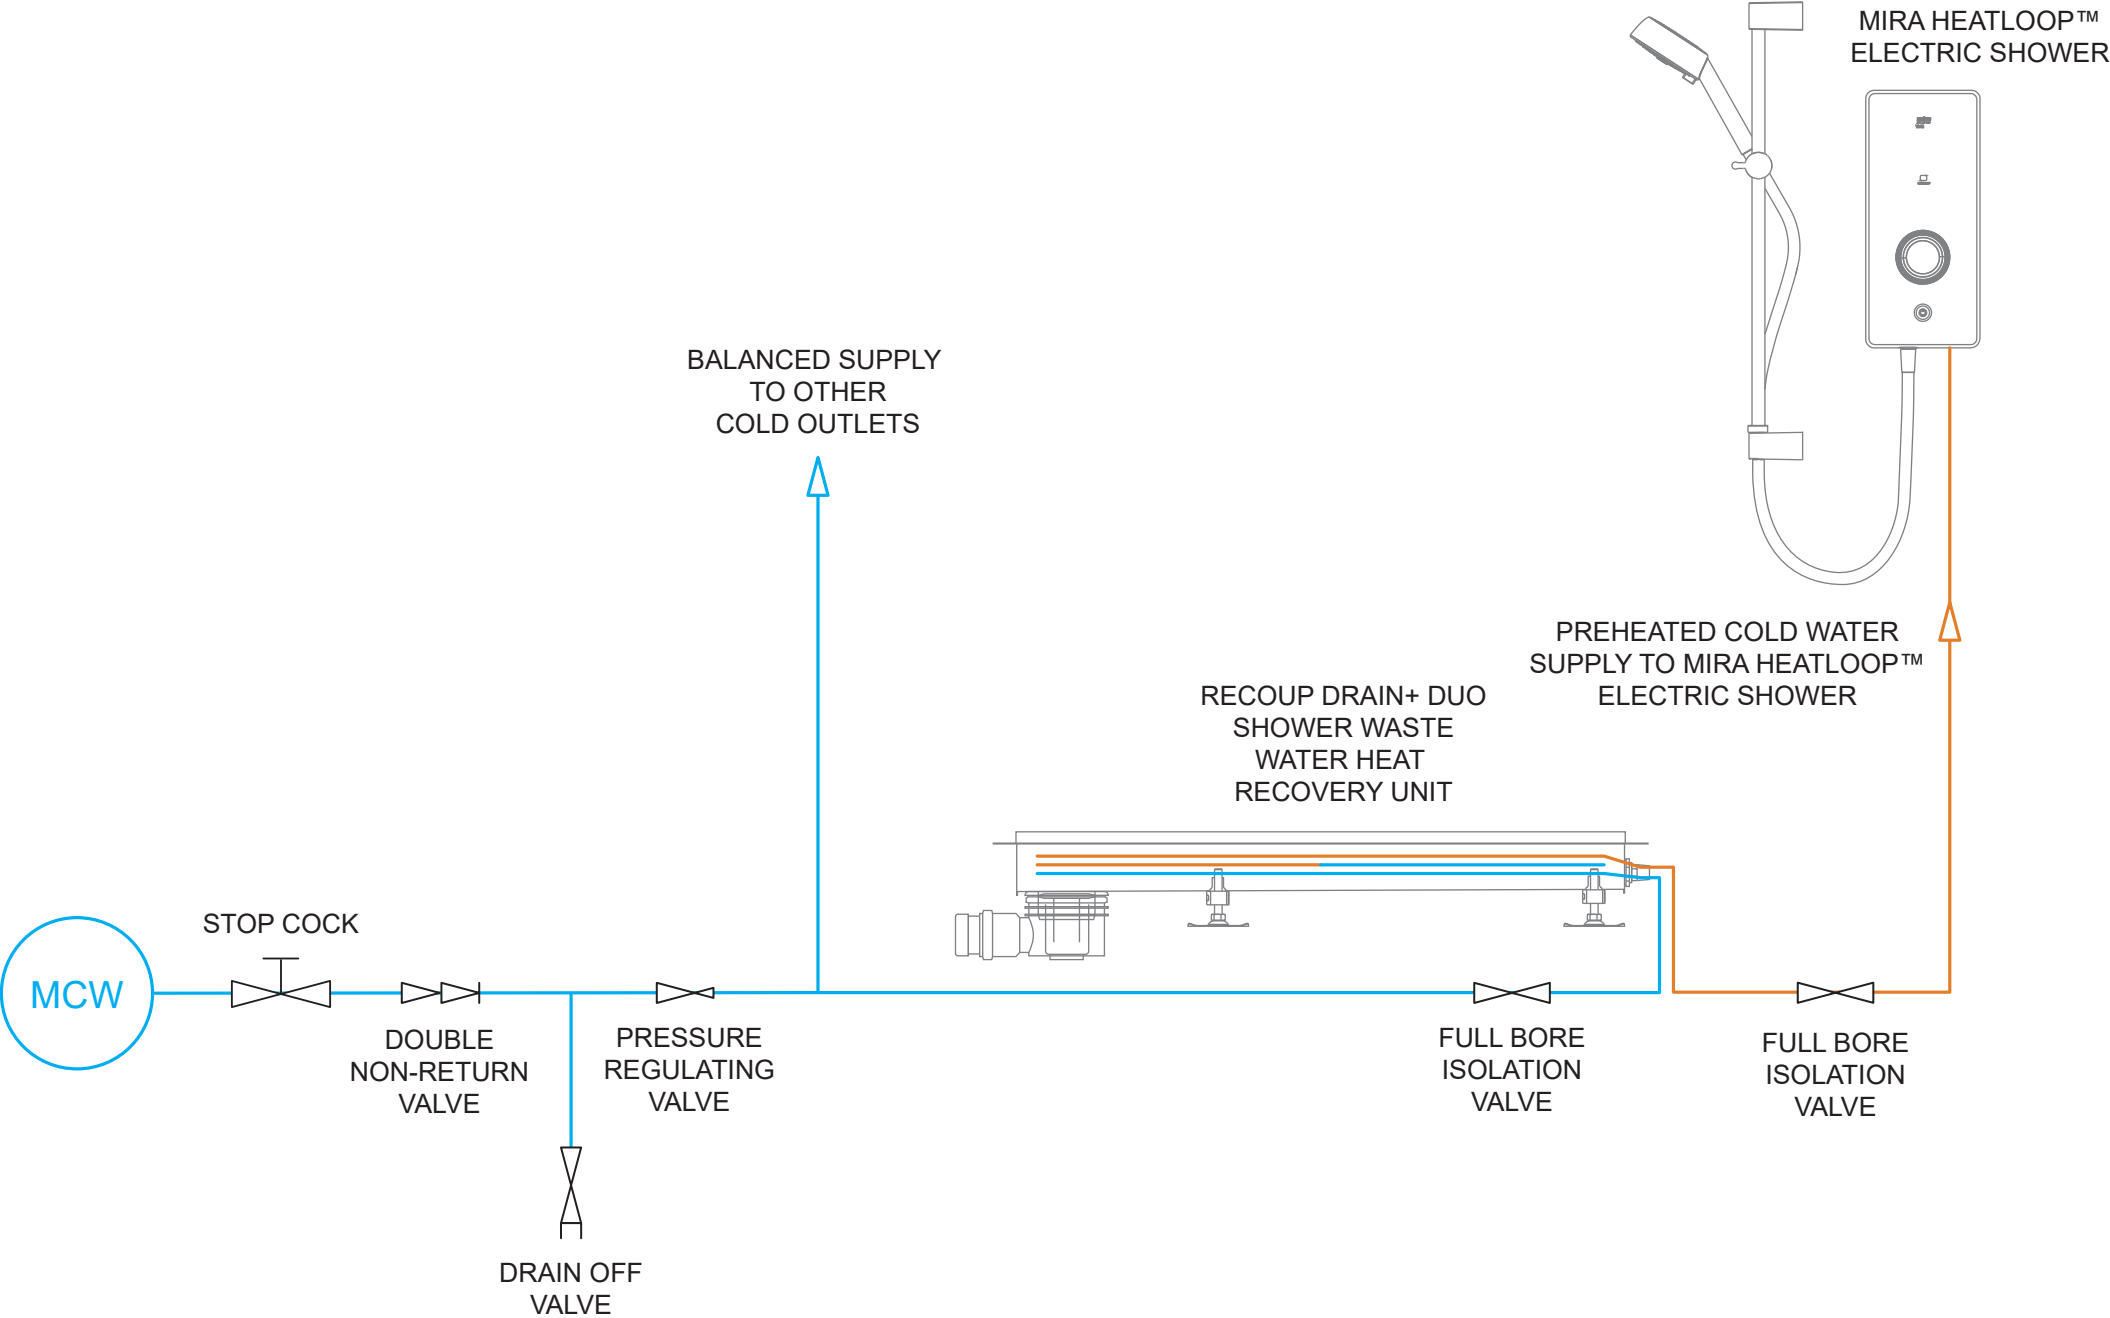 MIRA HEATLOOP™
ELECTRIC SHOWER
BALANCED SUPPLY
TO OTHER
COLD OUTLETS
PREHEATED COLD WATER
SUPPLY TO MIRA HEATLOOP™
ELECTRIC SHOWER
RECOUP DRAIN+ DUO
SHOWER WASTE
WATER HEAT
RECOVERY UNIT
STOP COCK
MCW
DOUBLE
NON-RETURN
VALVE
PRESSURE
REGULATING
VALVE
FULL BORE
ISOLATION
VALVE
FULL BORE
ISOLATION
VALVE
DRAIN OFF
VALVE